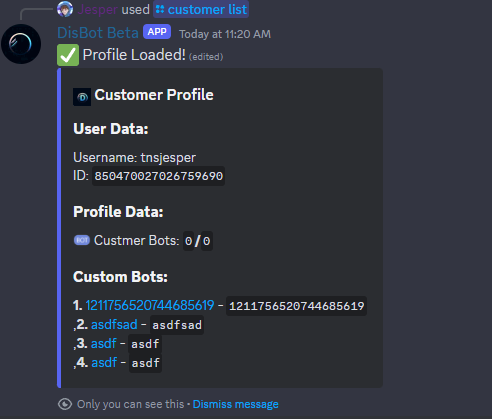 Jesper used customer list
DisBot Beta APP Today at 11:20 AM
✅ Profile Loaded! (edited)
Customer Profile
User Data:
Username: tnsjesper
ID: 850470027026759690
Profile Data:
BOT Custmer Bots: 0/0
Custom Bots:
1. 1211756520744685619 - 1211756520744685619
,2. asdfsad - asdfsad
,3. asdf - asdf
,4. asdf - asdf
Only you can see this • Dismiss message